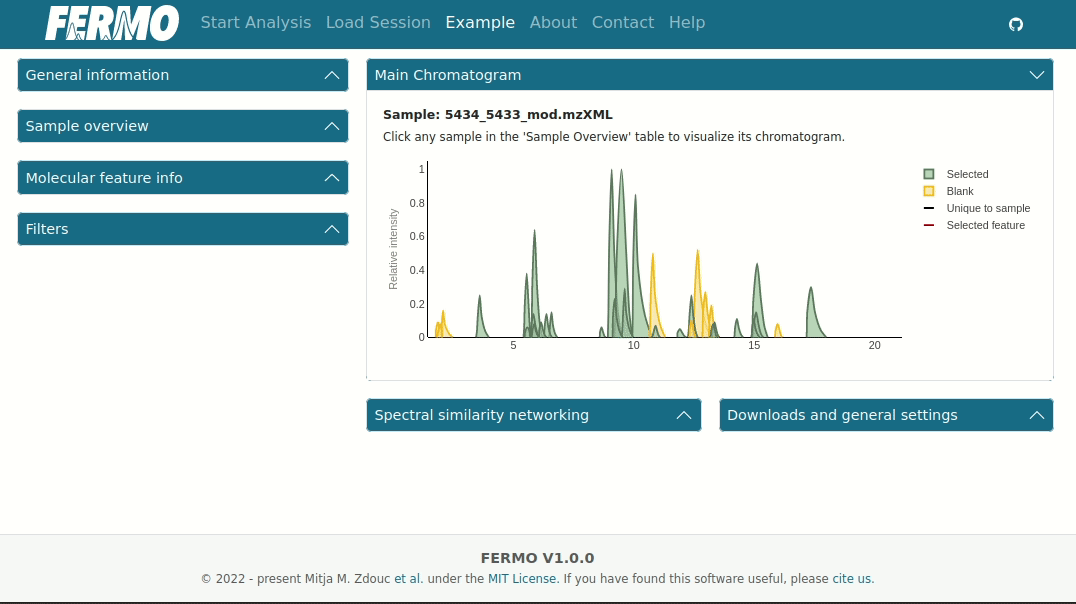 FERMO Start Analysis Load Session Example About Contact Help
General information
Sample overview
Molecular feature info
Filters
Main Chromatogram
Sample: 5434_5433_mod.mzXML
Click any sample in the 'Sample Overview' table to visualize its chromatogram.
Relative intensity
1
0.8
0.6
0.4
0.2
0
5 10 15 20
Selected
Blank
Unique to sample
Selected feature
Spectral similarity networking
Downloads and general settings
FERMO V1.0.0
© 2022 - present Mitja M. Zdouc et al. under the MIT License. If you have found this software useful, please cite us.